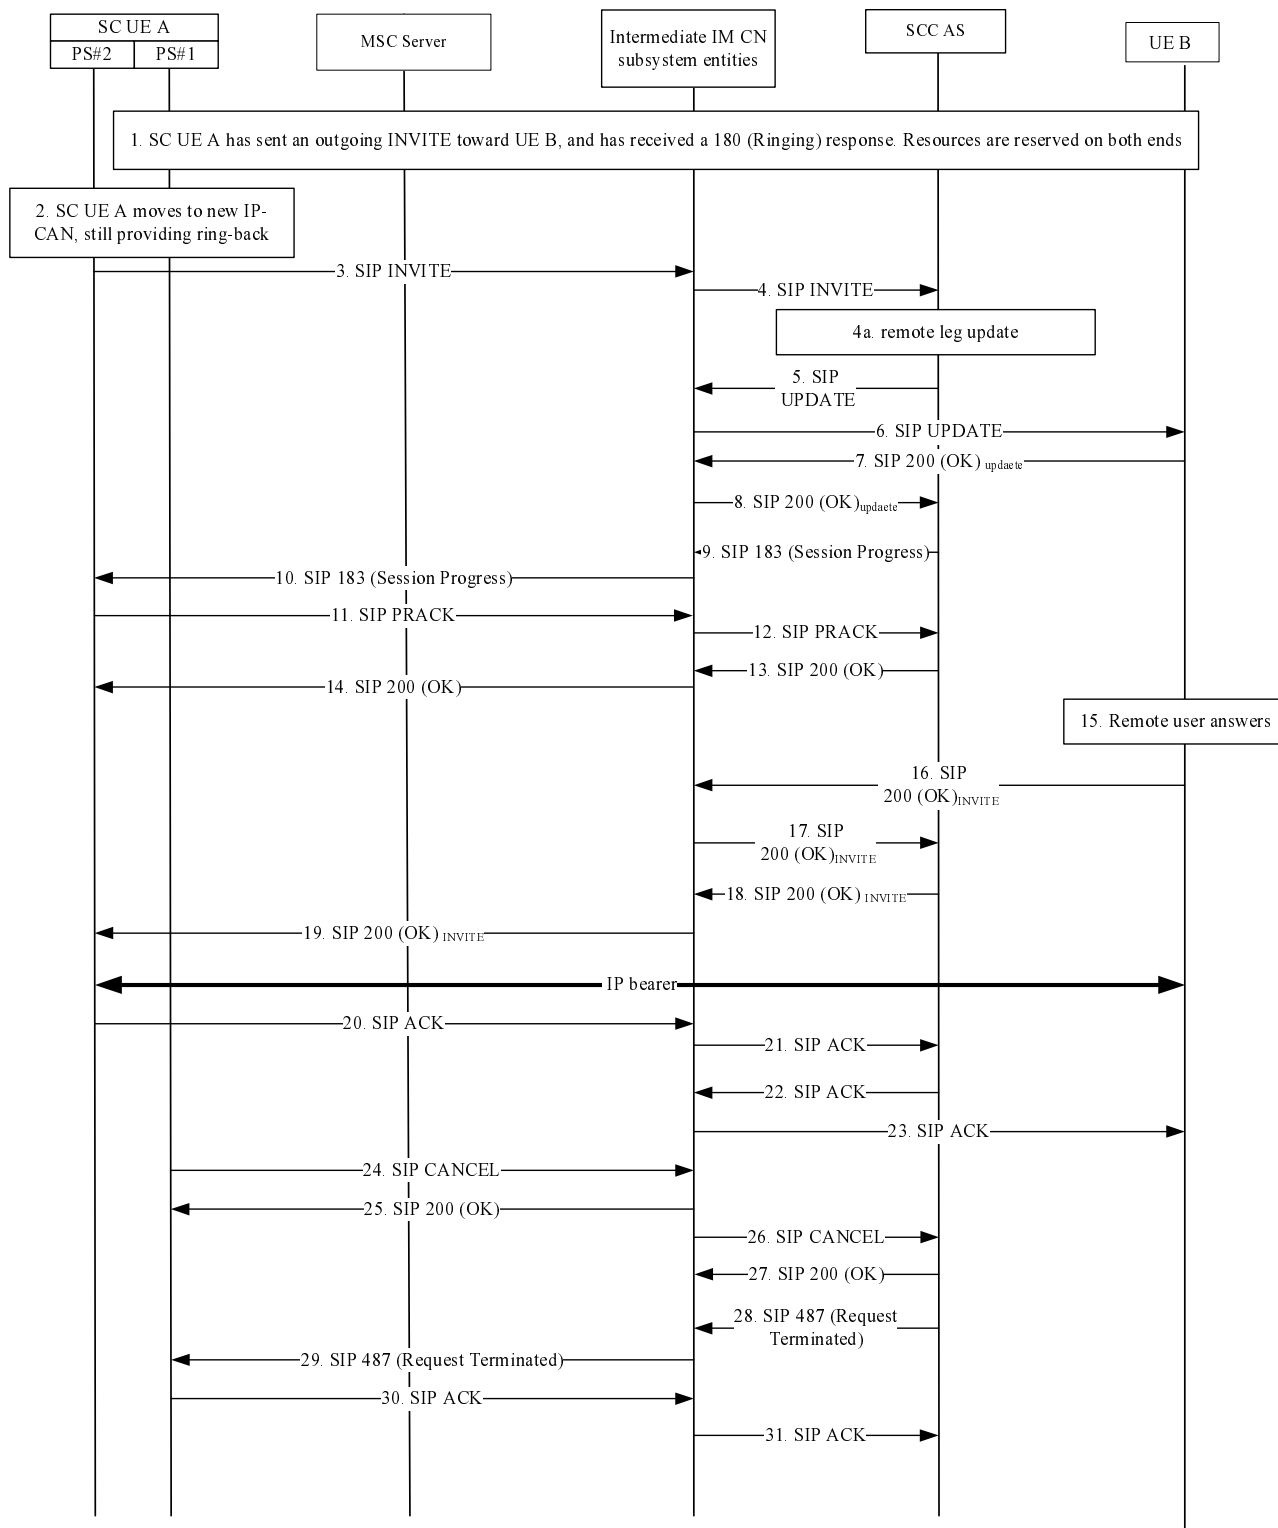 SC UE A
PS#2
PS#1
MSC Server
Intermediate IM CN
subsystem entities
SCC AS
UE B
1. SC UE A has sent an outgoing INVITE toward UE B, and has received a 180 (Ringing) response. Resources are reserved on both ends
2. SC UE A moves to new IP-
CAN, still providing ring-back
3. SIP INVITE
4. SIP INVITE
4a. remote leg update
5. SIP
UPDATE
6. SIP UPDATE
7. SIP 200 (OK) updaete
8. SIP 200 (OK)updaete
9. SIP 183 (Session Progress)
10. SIP 183 (Session Progress)
11. SIP PRACK
12. SIP PRACK
13. SIP 200 (OK)
14. SIP 200 (OK)
15. Remote user answers
16. SIP
200 (OK)INVITE
17. SIP
200 (OK)INVITE
18. SIP 200 (OK) INVITE
19. SIP 200 (OK) INVITE
IP bearer
20. SIP ACK
21. SIP ACK
22. SIP ACK
23. SIP ACK
24. SIP CANCEL
25. SIP 200 (OK)
26. SIP CANCEL
27. SIP 200 (OK)
28. SIP 487 (Request
Terminated)
29. SIP 487 (Request Terminated)
30. SIP ACK
31. SIP ACK